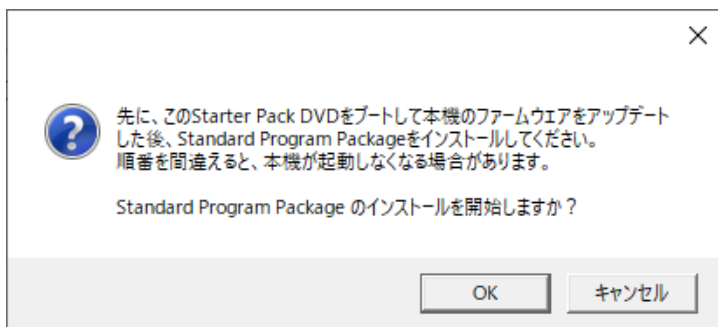 先に、このStarter Pack DVDをブートして本機のファームウェアをアップデート
した後、Standard Program Packageをインストールしてください。
順番を間違えると、本機が起動しなくなる場合があります。
Standard Program Package のインストールを開始しますか？
OK
キャンセル